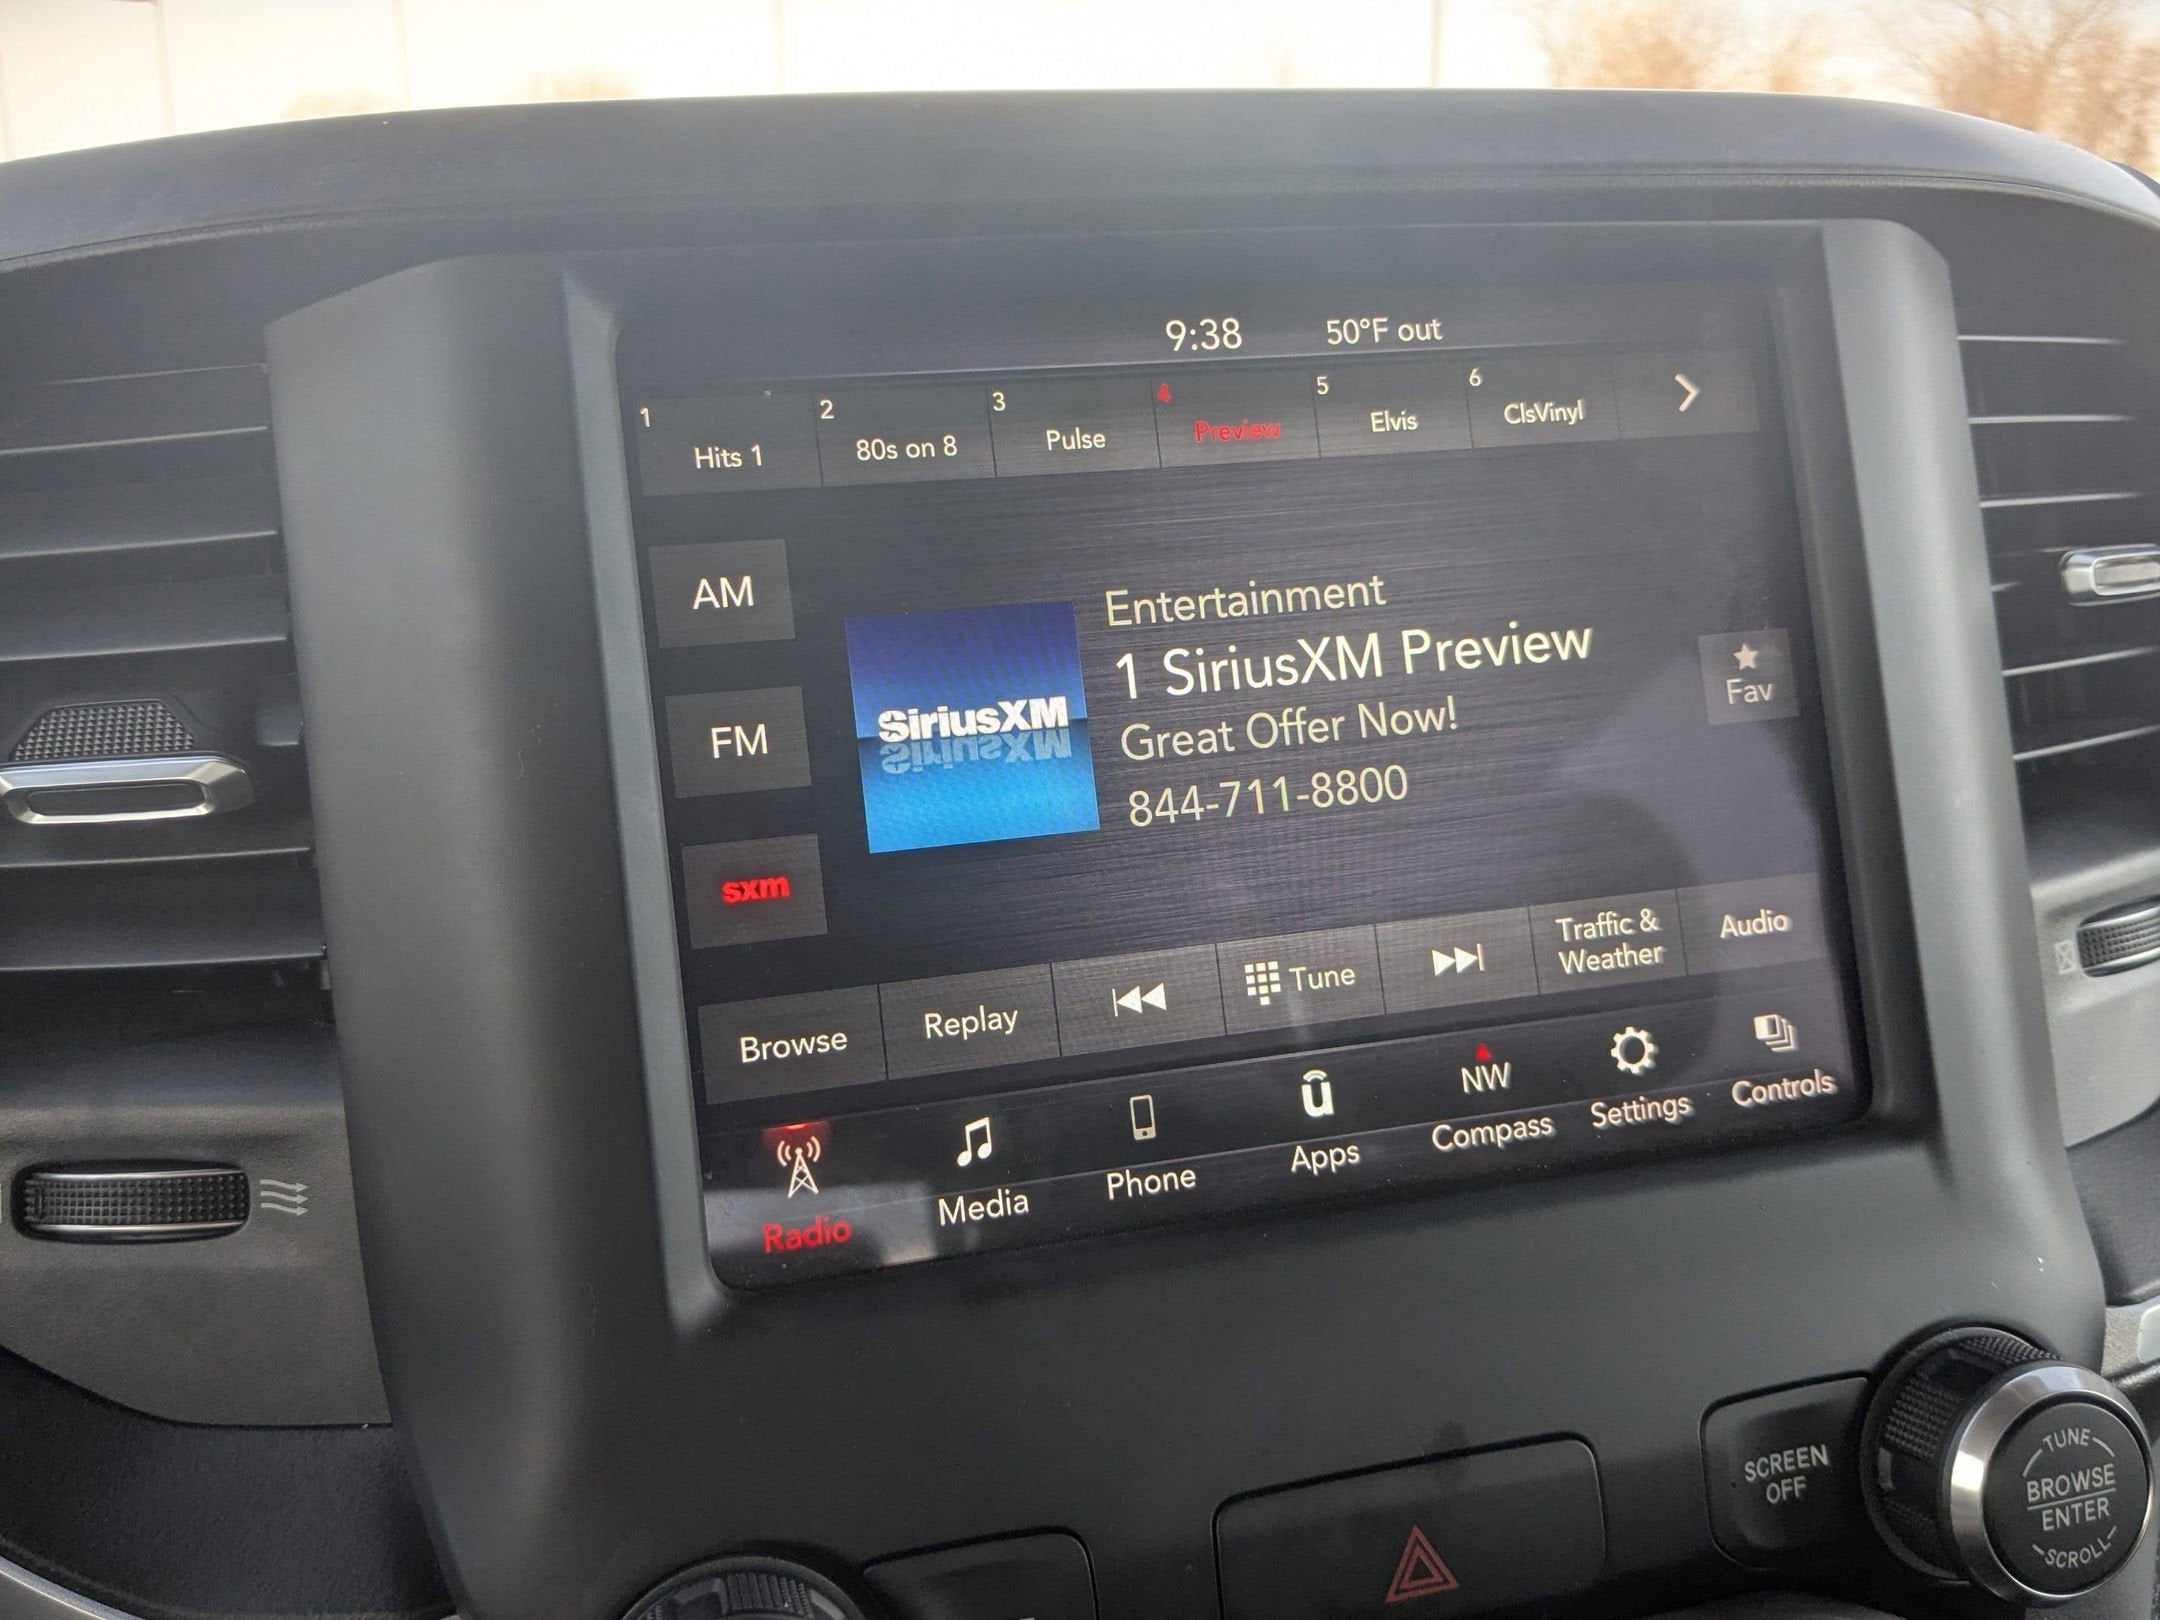 9:38 50°F out
1 2 3 4 5 6
Hits 1 80s on 8 Pulse Preview Elvis ClsVinyl
AM
FM
sxm
SiriusXM
Entertainment
1 SiriusXM Preview
Great Offer Now!
844-711-8800
Fav
Browse Replay Tune Traffic & Weather Audio
NW
Radio Media Phone Apps Compass Settings Controls
SCREEN
OFF
TUNE
BROWSE
ENTER
SCROLL